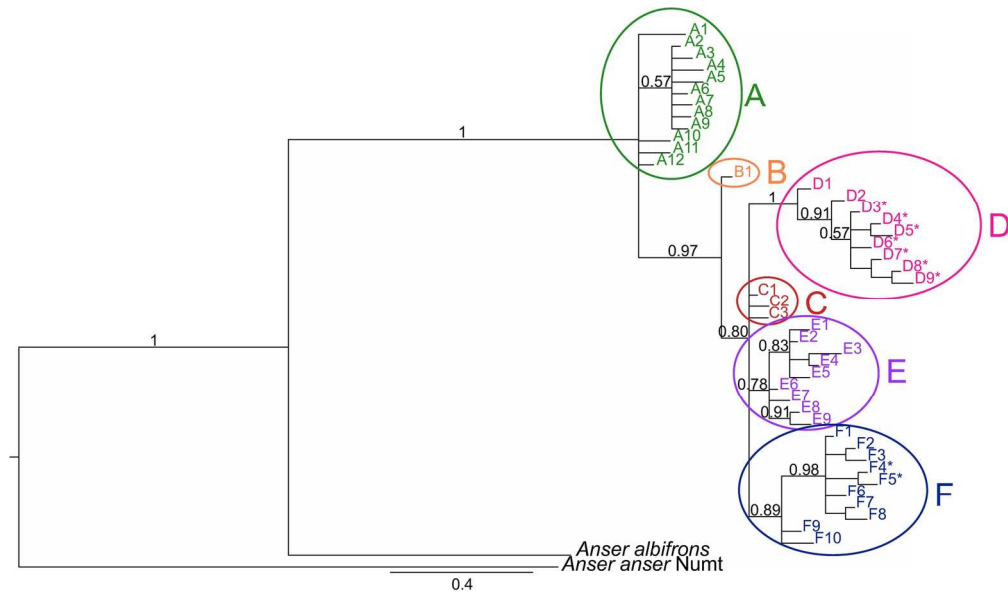 A1
A2
A3
A4
A5
0.57
A6
A7
A8
A9
A10
A11
A12
A
1
B1
B
D1
1
D2
D3*
0.91
D4*
0.57
D5*
D6*
D7*
D8*
D9*
D
0.97
C1
C2
C3
C
0.80
E1
E2
0.83
E3
E4
E5
0.78
E6
E7
E8
0.91
E9
E
1
F1
F2
F3
0.98
F4*
F5*
F6
F7
F8
0.89
F9
F10
F
Anser albifrons
Anser anser Numt
0.4